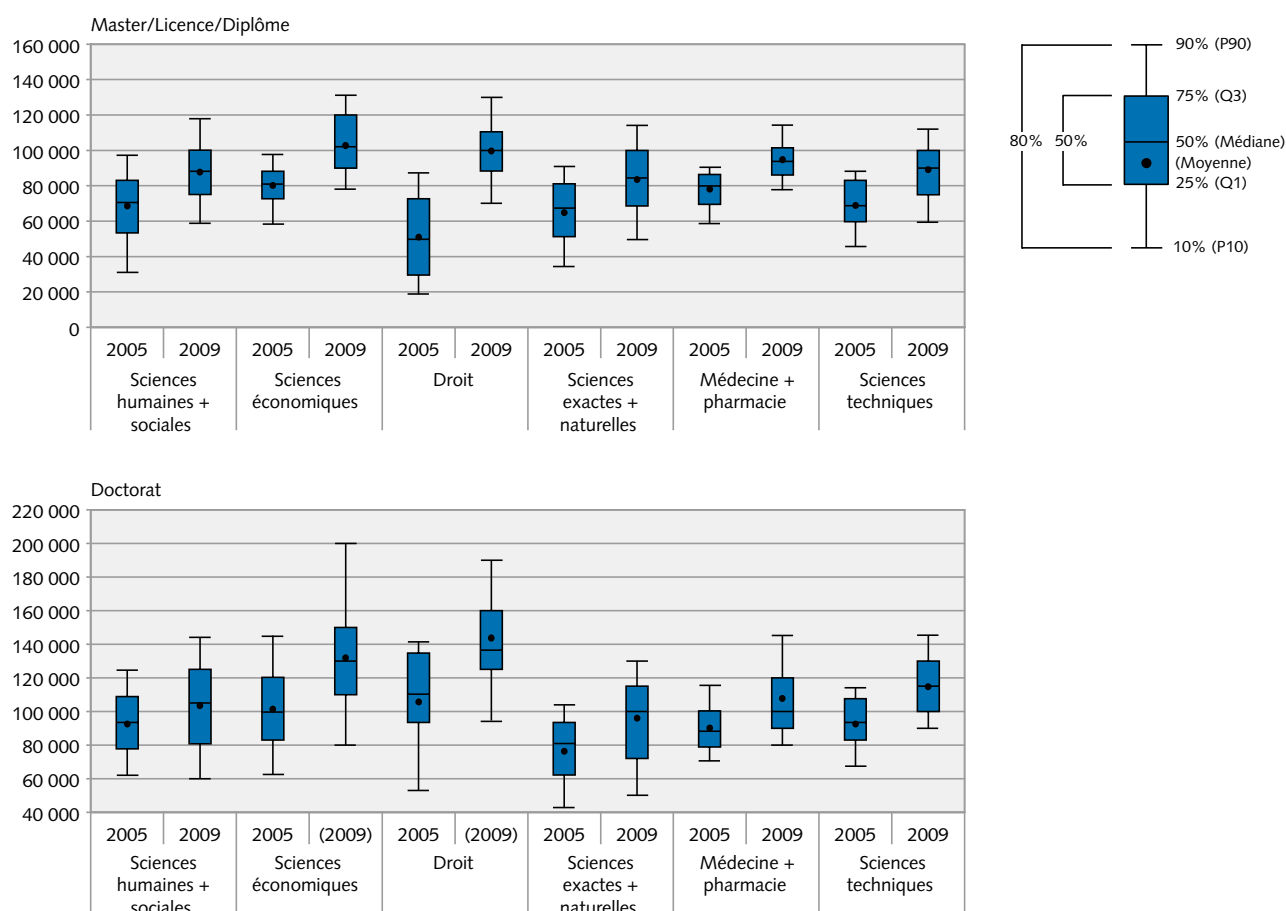 Master/Licence/Diplôme
160 000
140 000
120 000
100 000
80 000
60 000
40 000
20 000
0
2005 2009 2005 2009 2005 2009 2005 2009 2005 2009 2005 2009
Sciences Sciences Droit Sciences Médecine + Sciences
humaines + économiques exactes + pharmacie techniques
sociales naturelles
90% (P90)
75% (Q3)
80% 50% 50% (Médiane)
(Moyenne)
25% (Q1)
10% (P10)
Doctorat
220 000
200 000
180 000
160 000
140 000
120 000
100 000
80 000
60 000
40 000
2005 2009 2005 (2009) 2005 (2009) 2005 2009 2005 2009 2005 2009
Sciences Sciences Droit Sciences Médecine + Sciences
humaines + économiques exactes + pharmacie techniques
sociales naturelles